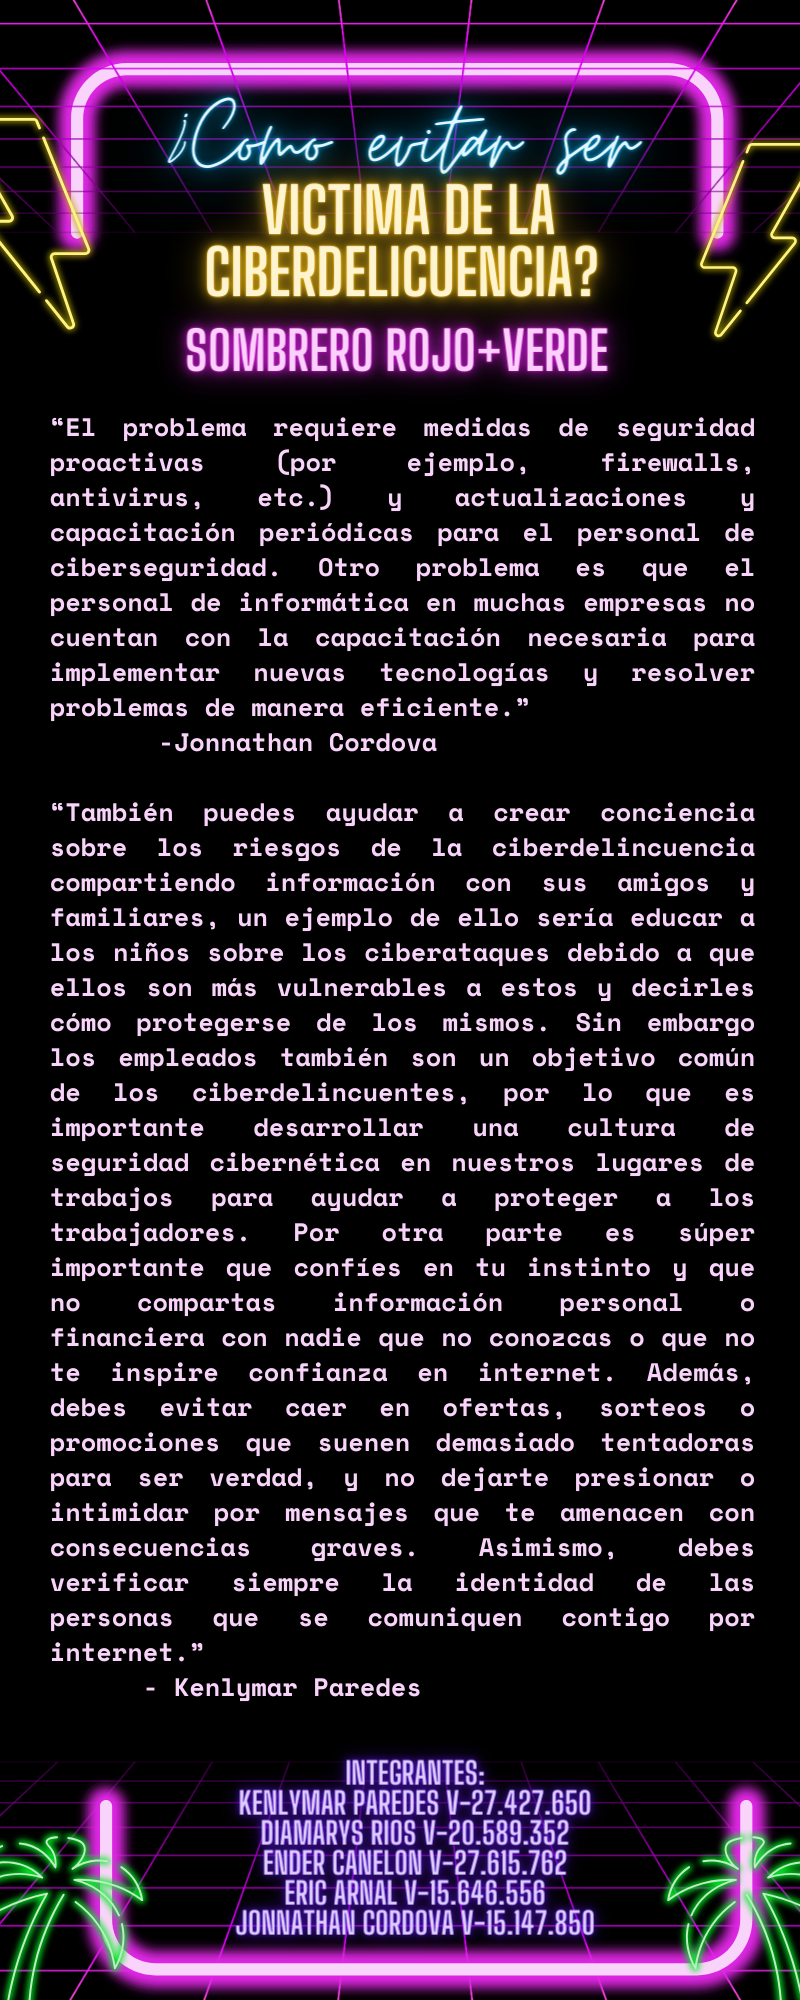 ¿Como evitar ser
VICTIMA DE LA
CIBERDELICUENCIA?
SOMBRERO ROJO+VERDE
“El problema requiere medidas de seguridad
proactivas (por ejemplo, firewalls,
antivirus, etc.) y actualizaciones y
capacitación periódicas para el personal de
ciberseguridad. Otro problema es que el
personal de informática en muchas empresas no
cuentan con la capacitación necesaria para
implementar nuevas tecnologías y resolver
problemas de manera eficiente.”
-Jonnathan Cordova
“También puedes ayudar a crear conciencia
sobre los riesgos de la ciberdelincuencia
compartiendo información con sus amigos y
familiares, un ejemplo de ello sería educar a
los niños sobre los ciberataques debido a que
ellos son más vulnerables a estos y decirles
cómo protegerse de los mismos. Sin embargo
los empleados también son un objetivo común
de los ciberdelincuentes, por lo que es
importante desarrollar una cultura de
seguridad cibernética en nuestros lugares de
trabajos para ayudar a proteger a los
trabajadores. Por otra parte es súper
importante que confíes en tu instinto y que
no compartas información personal o
financiera con nadie que no conozcas o que no
te inspire confianza en internet. Además,
debes evitar caer en ofertas, sorteos o
promociones que suenen demasiado tentadoras
para ser verdad, y no dejarte presionar o
intimidar por mensajes que te amenacen con
consecuencias graves. Asimismo, debes
verificar siempre la identidad de las
personas que se comuniquen contigo por
internet.”
- Kenlymar Paredes
INTEGRANTES:
KENLYMAR PAREDES V-27.427.650
DIAMARYS RIOS V-20.589.352
ENDER CANELON V-27.615.762
ERIC ARNAL V-15.646.556
JONNATHAN CORDOVA V-15.147.850